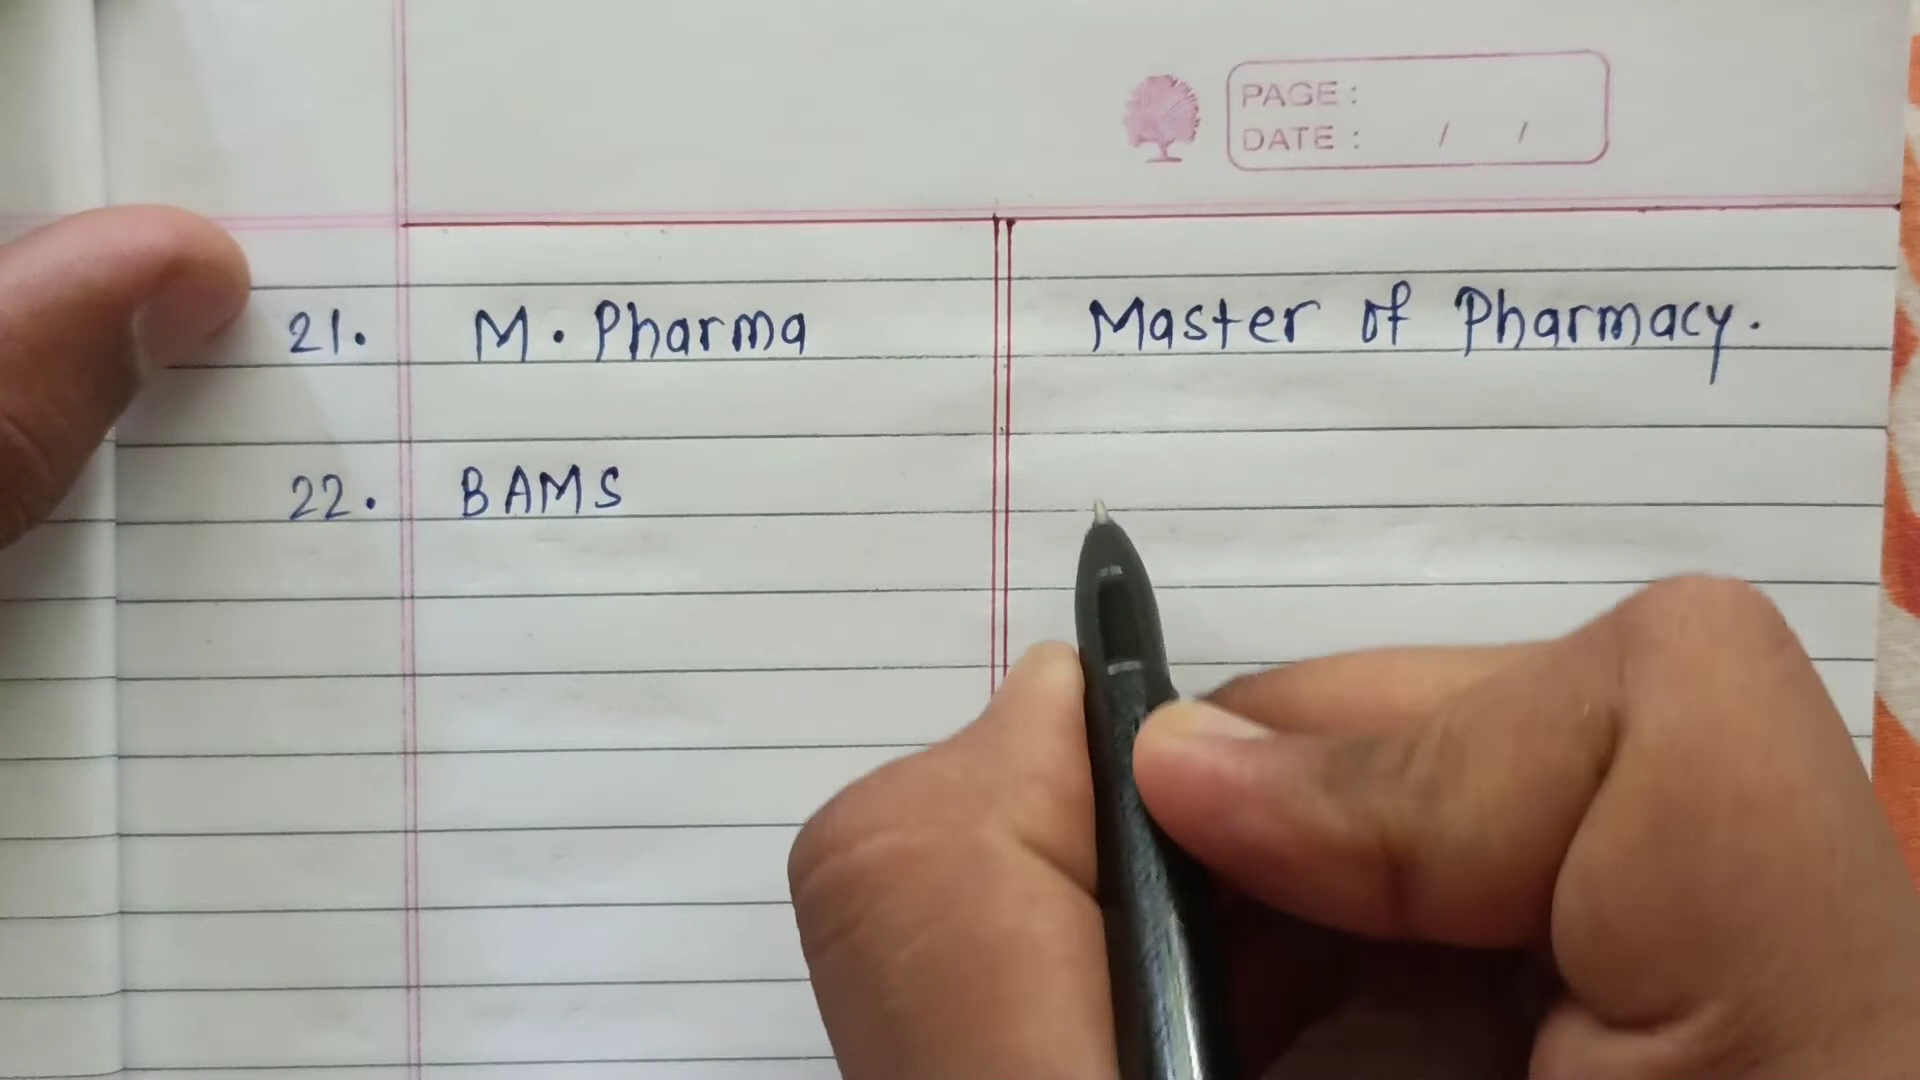 PAGE :
DATE : / /
21. M. Pharma Master of Pharmacy.
22. BAMS